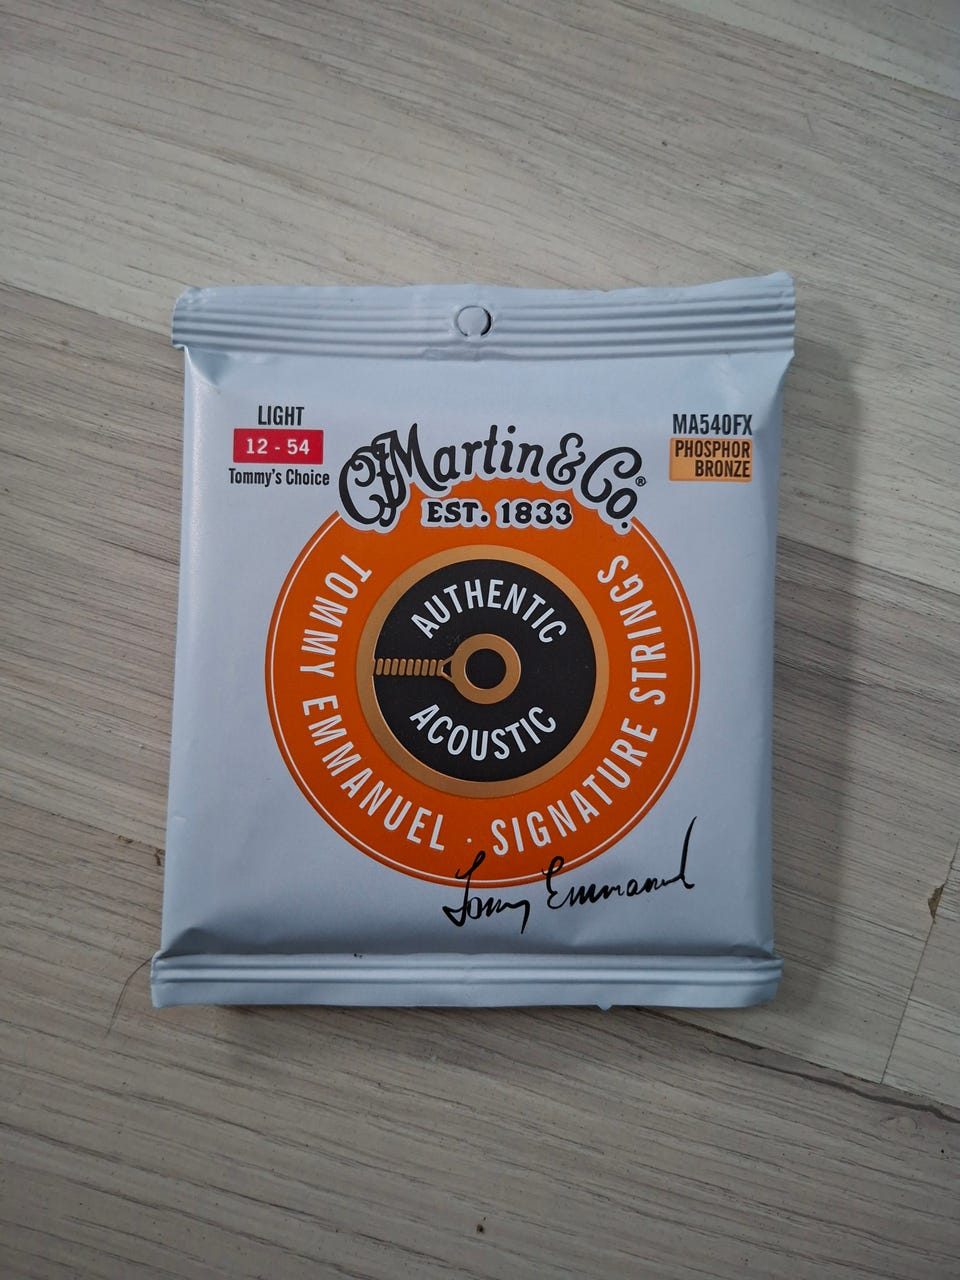 LIGHT
12 - 54
Tommy's Choice
MA540FX
PHOSPHOR
BRONZE
CF Martin & Co.®
EST. 1833
TOMMY EMMANUEL · SIGNATURE STRINGS
AUTHENTIC
ACOUSTIC
Tommy Emmanuel